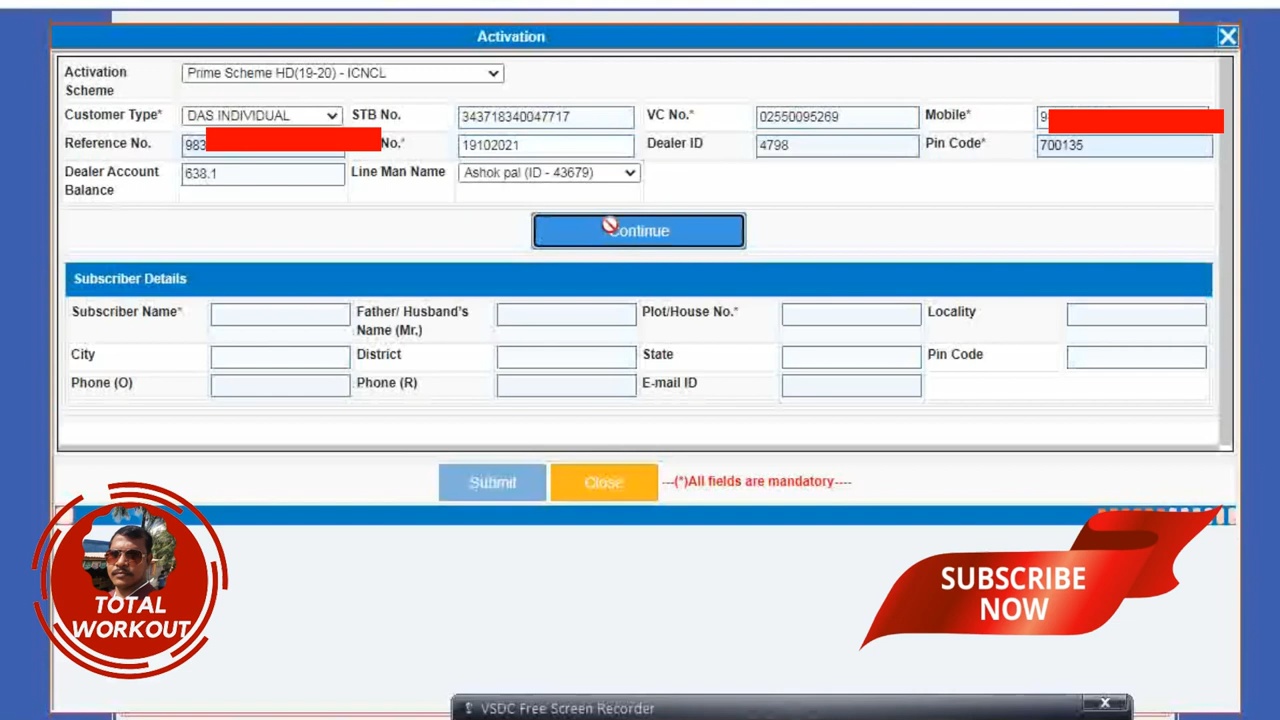 Activation
Activation Scheme
Prime Scheme HD(19-20) - ICNCL
Customer Type* DAS INDIVIDUAL STB No. 343718340047717 VC No.* 02550095269 Mobile* 9
Reference No. 983 No.* 19102021 Dealer ID 4798 Pin Code* 700135
Dealer Account Balance 638.1 Line Man Name Ashok pal (ID - 43679)
Continue
Subscriber Details
Subscriber Name* Father/ Husband's Name (Mr.) Plot/House No.* Locality
City District State Pin Code
Phone (O) Phone (R) E-mail ID
Submit Close ---(*)All fields are mandatory----
TOTAL
WORKOUT
SUBSCRIBE
NOW
VSDC Free Screen Recorder